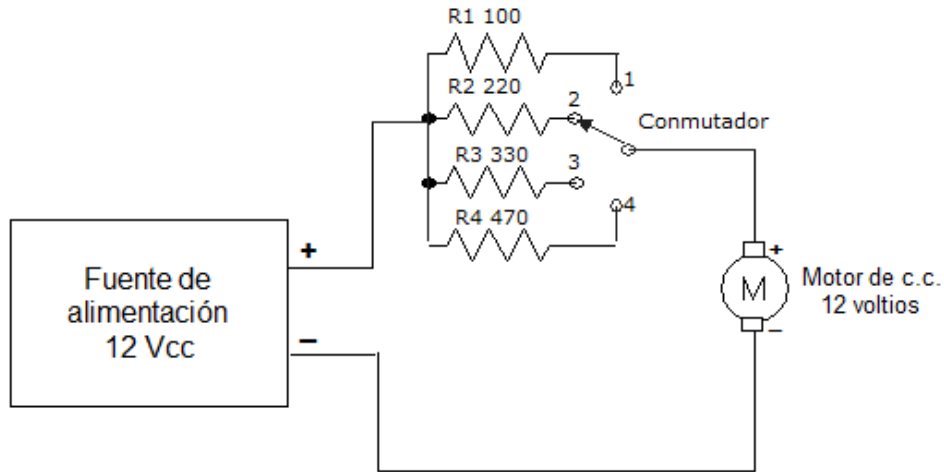 R1 100
1
R2 220
2
Conmutador
R3 330
3
R4 470
4
+
Fuente de
alimentación
12 Vcc
−
+
M
−
Motor de c.c.
12 voltios